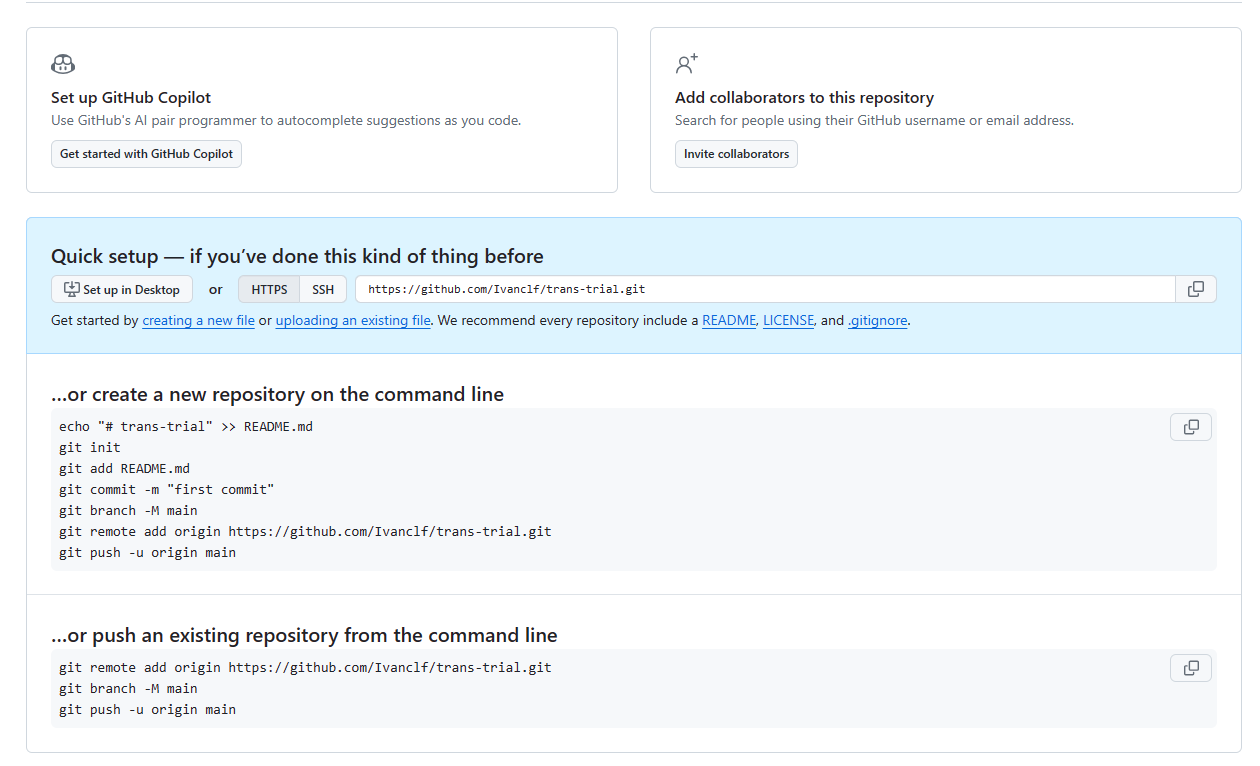 Set up GitHub Copilot
Use GitHub's AI pair programmer to autocomplete suggestions as you code.
Get started with GitHub Copilot
Add collaborators to this repository
Search for people using their GitHub username or email address.
Invite collaborators
Quick setup — if you’ve done this kind of thing before
Set up in Desktop or HTTPS SSH https://github.com/Ivanclf/trans-trial.git
Get started by creating a new file or uploading an existing file. We recommend every repository include a README, LICENSE, and .gitignore.
…or create a new repository on the command line
echo "# trans-trial" >> README.md
git init
git add README.md
git commit -m "first commit"
git branch -M main
git remote add origin https://github.com/Ivanclf/trans-trial.git
git push -u origin main
…or push an existing repository from the command line
git remote add origin https://github.com/Ivanclf/trans-trial.git
git branch -M main
git push -u origin main